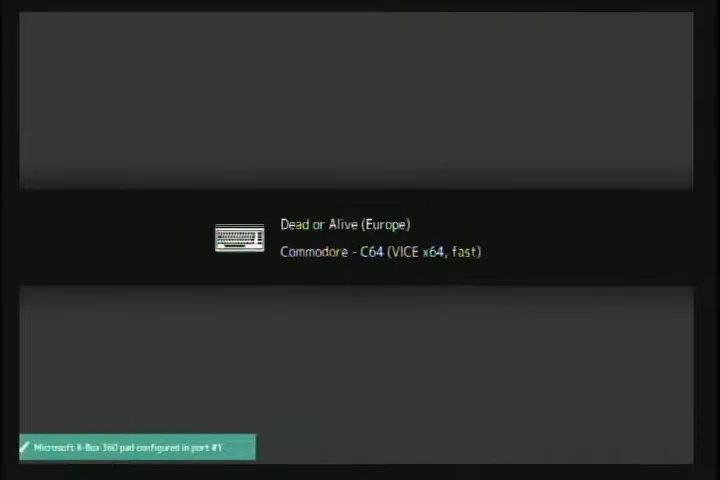 Dead or Alive (Europe)
Commodore - C64 (VICE x64, fast)
Microsoft X-Box 360 pad configured in port #1